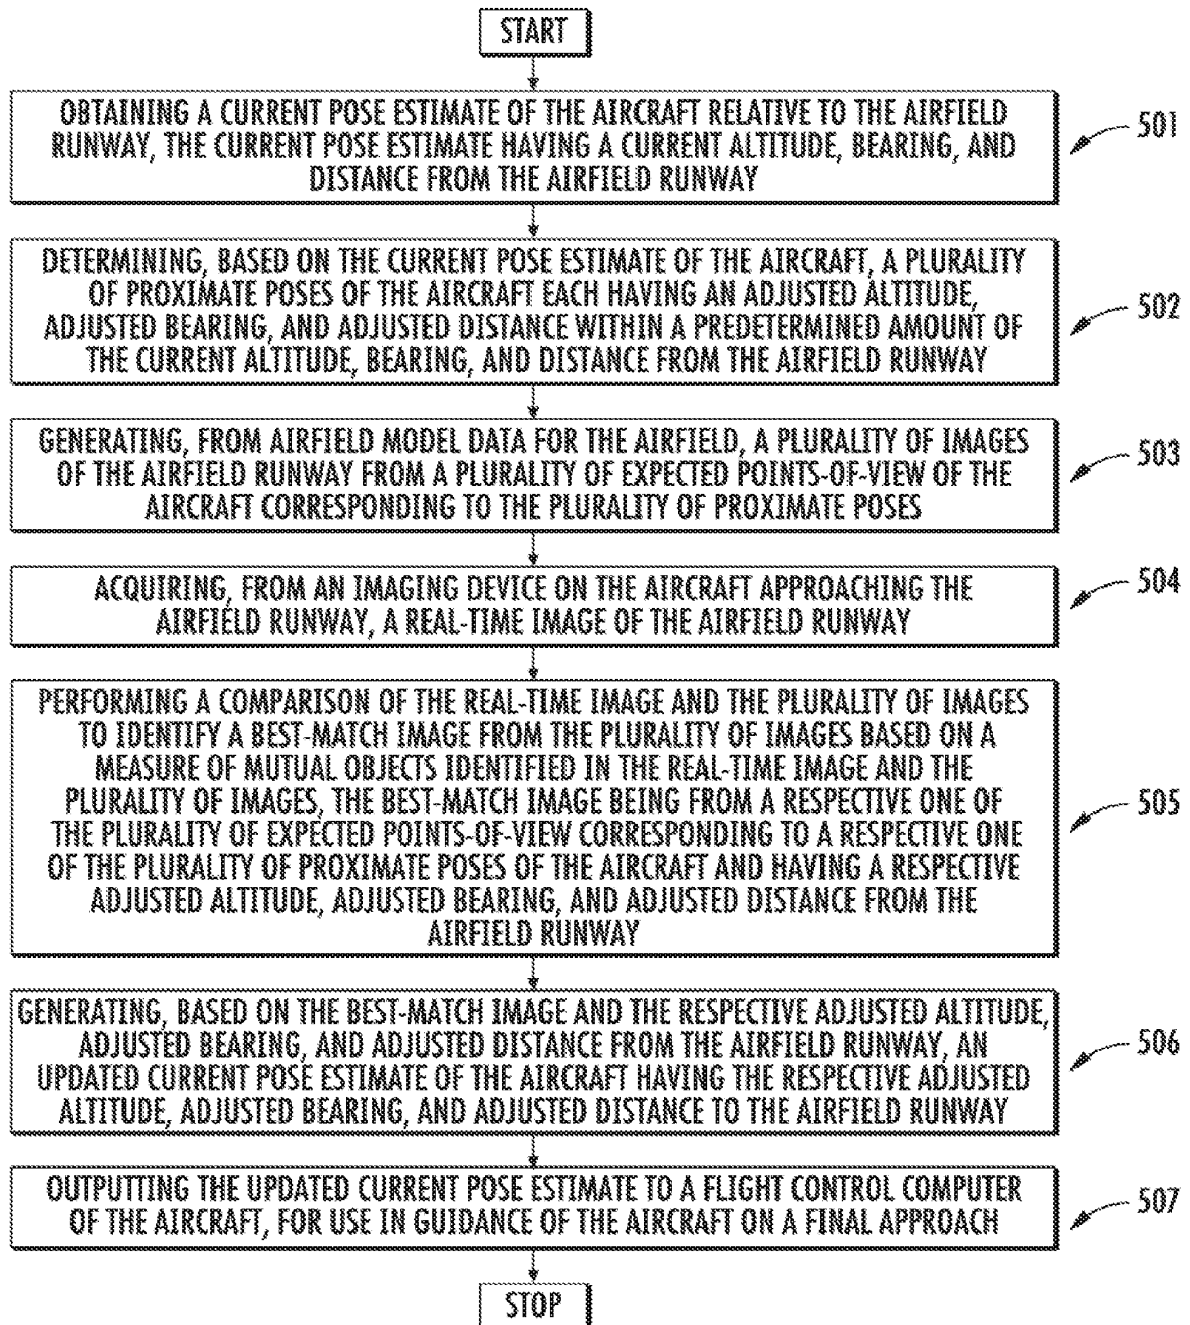 START
OBTAINING A CURRENT POSE ESTIMATE OF THE AIRCRAFT RELATIVE TO THE AIRFIELD
RUNWAY, THE CURRENT POSE ESTIMATE HAVING A CURRENT ALTITUDE, BEARING, AND
DISTANCE FROM THE AIRFIELD RUNWAY
501
DETERMINING, BASED ON THE CURRENT POSE ESTIMATE OF THE AIRCRAFT, A PLURALITY
OF PROXIMATE POSES OF THE AIRCRAFT EACH HAVING AN ADJUSTED ALTITUDE,
ADJUSTED BEARING, AND ADJUSTED DISTANCE WITHIN A PREDETERMINED AMOUNT OF
THE CURRENT ALTITUDE, BEARING, AND DISTANCE FROM THE AIRFIELD RUNWAY
502
GENERATING, FROM AIRFIELD MODEL DATA FOR THE AIRFIELD, A PLURALITY OF IMAGES
OF THE AIRFIELD RUNWAY FROM A PLURALITY OF EXPECTED POINTS-OF-VIEW OF THE
AIRCRAFT CORRESPONDING TO THE PLURALITY OF PROXIMATE POSES
503
ACQUIRING, FROM AN IMAGING DEVICE ON THE AIRCRAFT APPROACHING THE
AIRFIELD RUNWAY, A REAL-TIME IMAGE OF THE AIRFIELD RUNWAY
504
PERFORMING A COMPARISON OF THE REAL-TIME IMAGE AND THE PLURALITY OF IMAGES
TO IDENTIFY A BEST-MATCH IMAGE FROM THE PLURALITY OF IMAGES BASED ON A
MEASURE OF MUTUAL OBJECTS IDENTIFIED IN THE REAL-TIME IMAGE AND THE
PLURALITY OF IMAGES, THE BEST-MATCH IMAGE BEING FROM A RESPECTIVE ONE OF
THE PLURALITY OF EXPECTED POINTS-OF-VIEW CORRESPONDING TO A RESPECTIVE ONE
OF THE PLURALITY OF PROXIMATE POSES OF THE AIRCRAFT AND HAVING A RESPECTIVE
ADJUSTED ALTITUDE, ADJUSTED BEARING, AND ADJUSTED DISTANCE FROM THE
AIRFIELD RUNWAY
505
GENERATING, BASED ON THE BEST-MATCH IMAGE AND THE RESPECTIVE ADJUSTED ALTITUDE,
ADJUSTED BEARING, AND ADJUSTED DISTANCE FROM THE AIRFIELD RUNWAY, AN
UPDATED CURRENT POSE ESTIMATE OF THE AIRCRAFT HAVING THE RESPECTIVE ADJUSTED
ALTITUDE, ADJUSTED BEARING, AND ADJUSTED DISTANCE TO THE AIRFIELD RUNWAY
506
OUTPUTTING THE UPDATED CURRENT POSE ESTIMATE TO A FLIGHT CONTROL COMPUTER
OF THE AIRCRAFT, FOR USE IN GUIDANCE OF THE AIRCRAFT ON A FINAL APPROACH
507
STOP